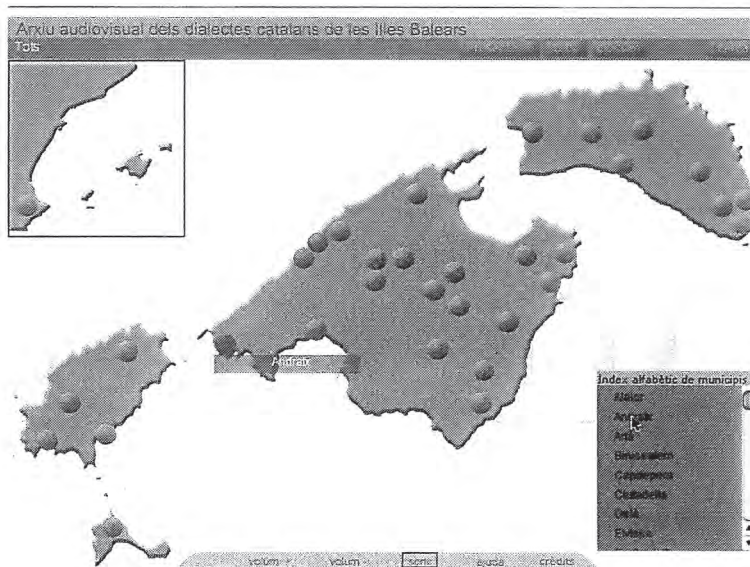 Arxiu audiovisual dels dialectes catalans de les Illes Balears
Tots
Andratx
Índex alfabètic de municipis
Alaior
Andratx
Artà
Binissalem
Capdepera
Ciutadella
Deià
Eivissa
volum +
volum -
sortir
ajuda
crèdits